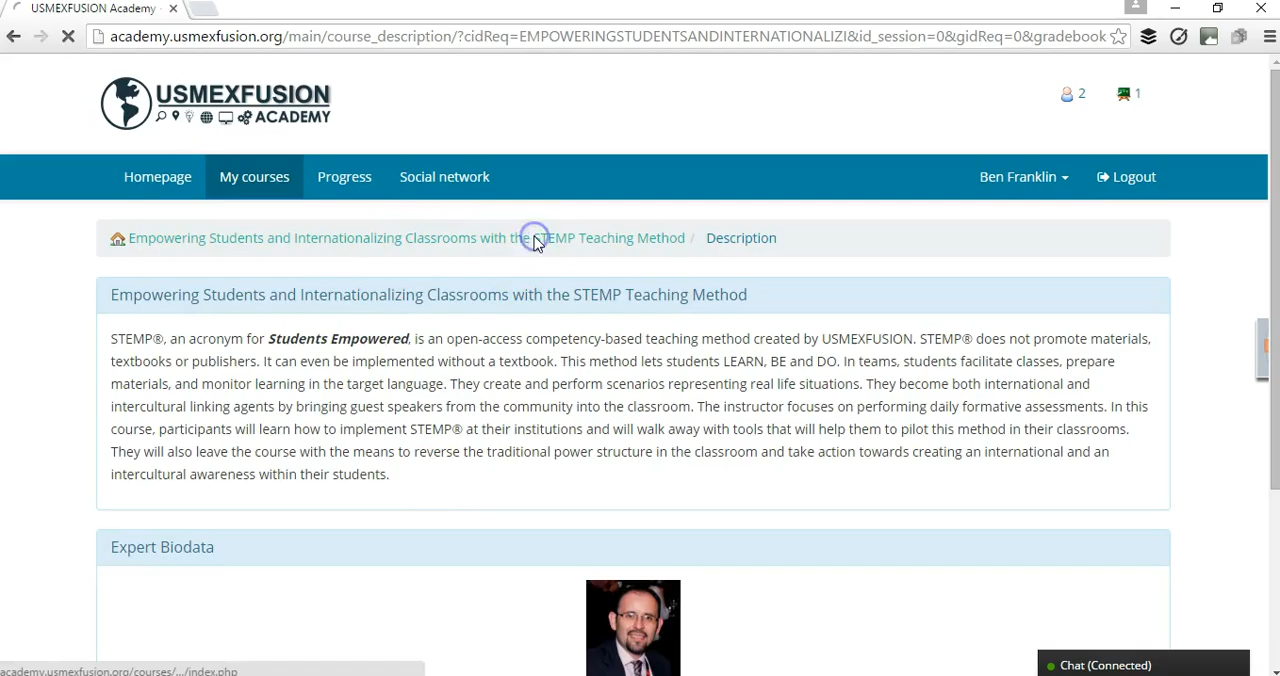 USMEXFUSION Academy
academy.usmexfusion.org/main/course_description/?cidReq=EMPOWERINGSTUDENTSANDINTERNATIONALIZI&id_session=0&gidReq=0&gradebook
USMEXFUSION
ACADEMY
2 1
Homepage My courses Progress Social network Ben Franklin Logout
Empowering Students and Internationalizing Classrooms with the STEMP Teaching Method / Description
Empowering Students and Internationalizing Classrooms with the STEMP Teaching Method
STEMP®, an acronym for Students Empowered, is an open-access competency-based teaching method created by USMEXFUSION. STEMP® does not promote materials,
textbooks or publishers. It can even be implemented without a textbook. This method lets students LEARN, BE and DO. In teams, students facilitate classes, prepare
materials, and monitor learning in the target language. They create and perform scenarios representing real life situations. They become both international and
intercultural linking agents by bringing guest speakers from the community into the classroom. The instructor focuses on performing daily formative assessments. In this
course, participants will learn how to implement STEMP® at their institutions and will walk away with tools that will help them to pilot this method in their classrooms.
They will also leave the course with the means to reverse the traditional power structure in the classroom and take action towards creating an international and an
intercultural awareness within their students.
Expert Biodata
Chat (Connected)
academy.usmexfusion.org/courses/.../index.php